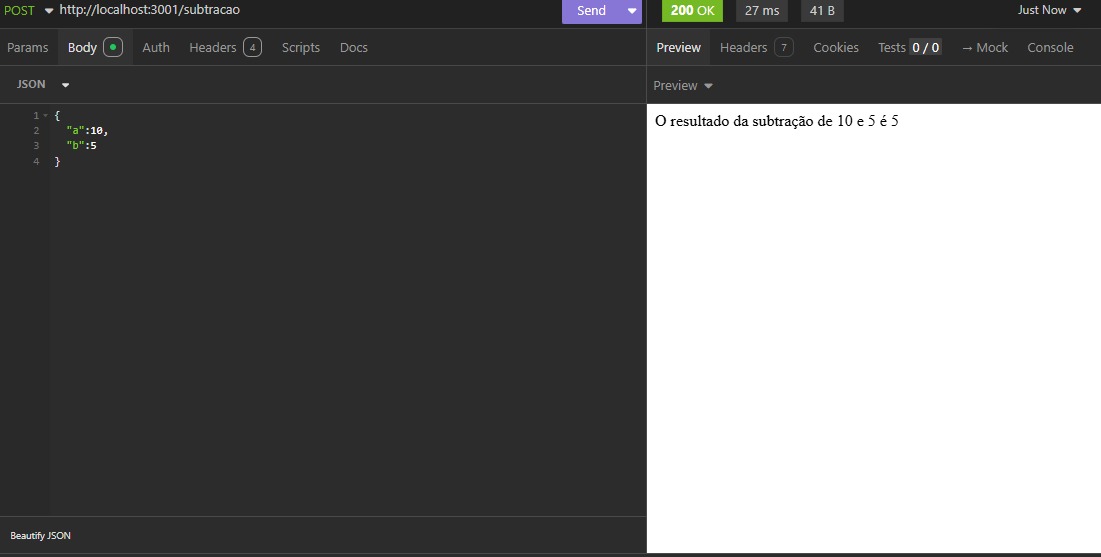 POST http://localhost:3001/subtracao Send
200 OK 27 ms 41 B Just Now
Params Body Auth Headers 4 Scripts Docs
Preview Headers 7 Cookies Tests 0 / 0 → Mock Console
JSON
Preview
1 {
2 "a":10,
3 "b":5
4 }
O resultado da subtração de 10 e 5 é 5
Beautify JSON